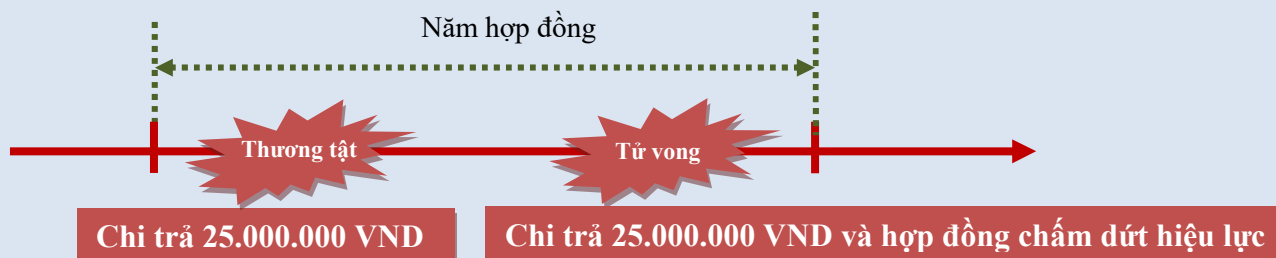 Năm hợp đồng
Thương tật
Tử vong
Chi trả 25.000.000 VND
Chi trả 25.000.000 VND và hợp đồng chấm dứt hiệu lực